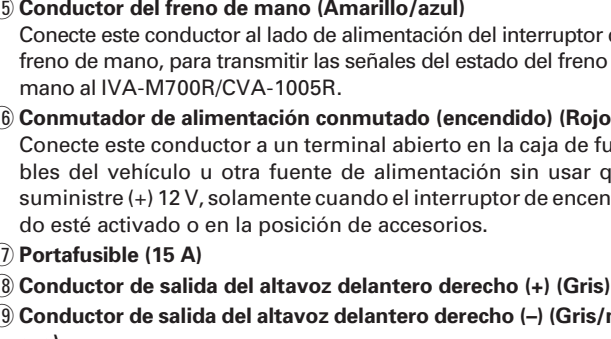 ⑤ Conductor del freno de mano (Amarillo/azul)
Conecte este conductor al lado de alimentación del interruptor
freno de mano, para transmitir las señales del estado del freno
mano al IVA-M700R/CVA-1005R.
⑥ Conmutador de alimentación conmutado (encendido) (Rojo
Conecte este conductor a un terminal abierto en la caja de fu
bles del vehículo u otra fuente de alimentación sin usar q
suministre (+) 12 V, solamente cuando el interruptor de encen
do esté activado o en la posición de accesorios.
⑦ Portafusible (15 A)
⑧ Conductor de salida del altavoz delantero derecho (+) (Gris)
⑨ Conductor de salida del altavoz delantero derecho (–) (Gris/